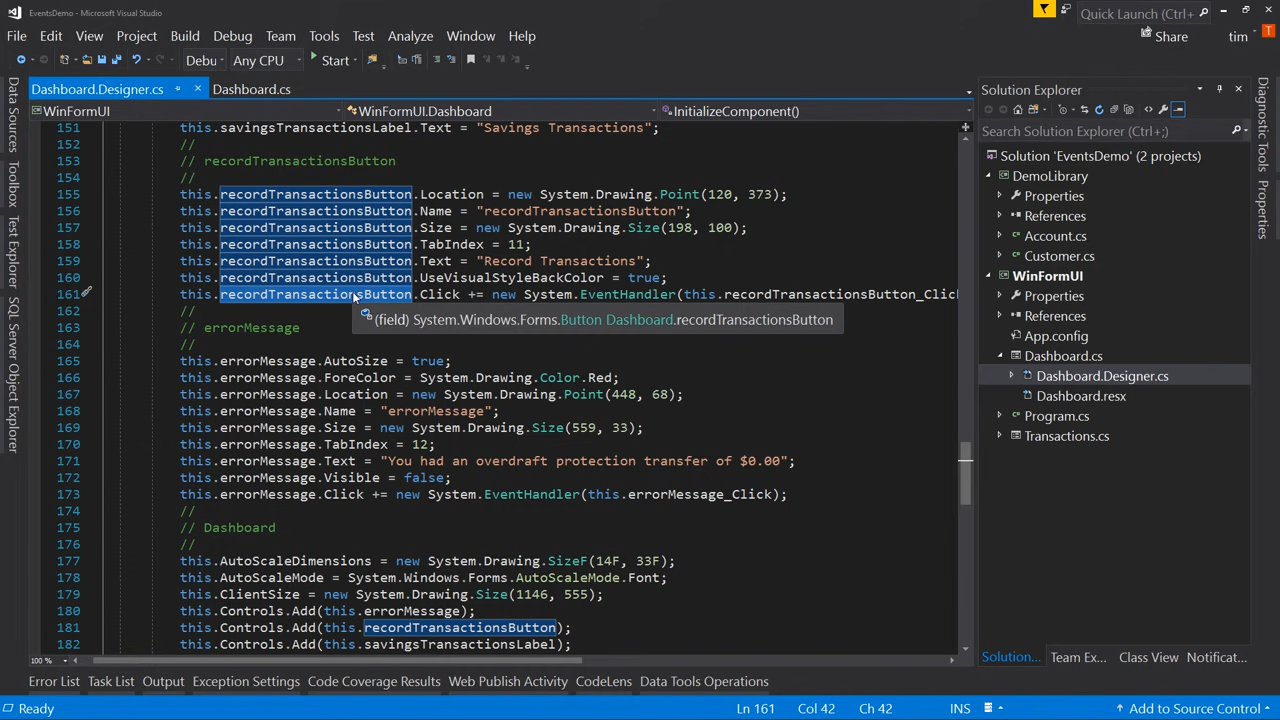 EventsDemo - Microsoft Visual Studio
Quick Launch (Ctrl+;)
File Edit View Project Build Debug Team Tools Test Analyze Window Help
Share tim T
Debu Any CPU Start
Dashboard.Designer.cs Dashboard.cs
WinFormUI WinFormUI.Dashboard InitializeComponent()
Data Sources
Toolbox
Test Explorer
SQL Server Object Explorer
151 this.savingsTransactionsLabel.Text = "Savings Transactions";
152 //
153 // recordTransactionsButton
154 //
155 this.recordTransactionsButton.Location = new System.Drawing.Point(120, 373);
156 this.recordTransactionsButton.Name = "recordTransactionsButton";
157 this.recordTransactionsButton.Size = new System.Drawing.Size(198, 100);
158 this.recordTransactionsButton.TabIndex = 11;
159 this.recordTransactionsButton.Text = "Record Transactions";
160 this.recordTransactionsButton.UseVisualStyleBackColor = true;
161 this.recordTransactionsButton.Click += new System.EventHandler(this.recordTransactionsButton_Clic
162 //
(field) System.Windows.Forms.Button Dashboard.recordTransactionsButton
163 // errorMessage
164 //
165 this.errorMessage.AutoSize = true;
166 this.errorMessage.ForeColor = System.Drawing.Color.Red;
167 this.errorMessage.Location = new System.Drawing.Point(448, 68);
168 this.errorMessage.Name = "errorMessage";
169 this.errorMessage.Size = new System.Drawing.Size(559, 33);
170 this.errorMessage.TabIndex = 12;
171 this.errorMessage.Text = "You had an overdraft protection transfer of $0.00";
172 this.errorMessage.Visible = false;
173 this.errorMessage.Click += new System.EventHandler(this.errorMessage_Click);
174 //
175 // Dashboard
176 //
177 this.AutoScaleDimensions = new System.Drawing.SizeF(14F, 33F);
178 this.AutoScaleMode = System.Windows.Forms.AutoScaleMode.Font;
179 this.ClientSize = new System.Drawing.Size(1146, 555);
180 this.Controls.Add(this.errorMessage);
181 this.Controls.Add(this.recordTransactionsButton);
182 this.Controls.Add(this.savingsTransactionsLabel);
100 %
Solution Explorer
Search Solution Explorer (Ctrl+;)
Solution 'EventsDemo' (2 projects)
DemoLibrary
Properties
References
Account.cs
Customer.cs
WinFormUI
Properties
References
App.config
Dashboard.cs
Dashboard.Designer.cs
Dashboard.resx
Program.cs
Transactions.cs
Solution... Team Ex... Class View Notificat...
Diagnostic Tools
Properties
Error List Task List Output Exception Settings Code Coverage Results Web Publish Activity CodeLens Data Tools Operations
Ready Ln 161 Col 42 Ch 42 INS Add to Source Control